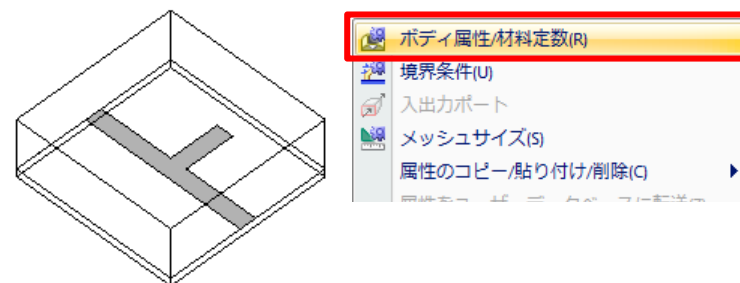 ボディ属性/材料定数(R)
境界条件(U)
入出力ポート
メッシュサイズ(S)
属性のコピー/貼り付け/削除(C)